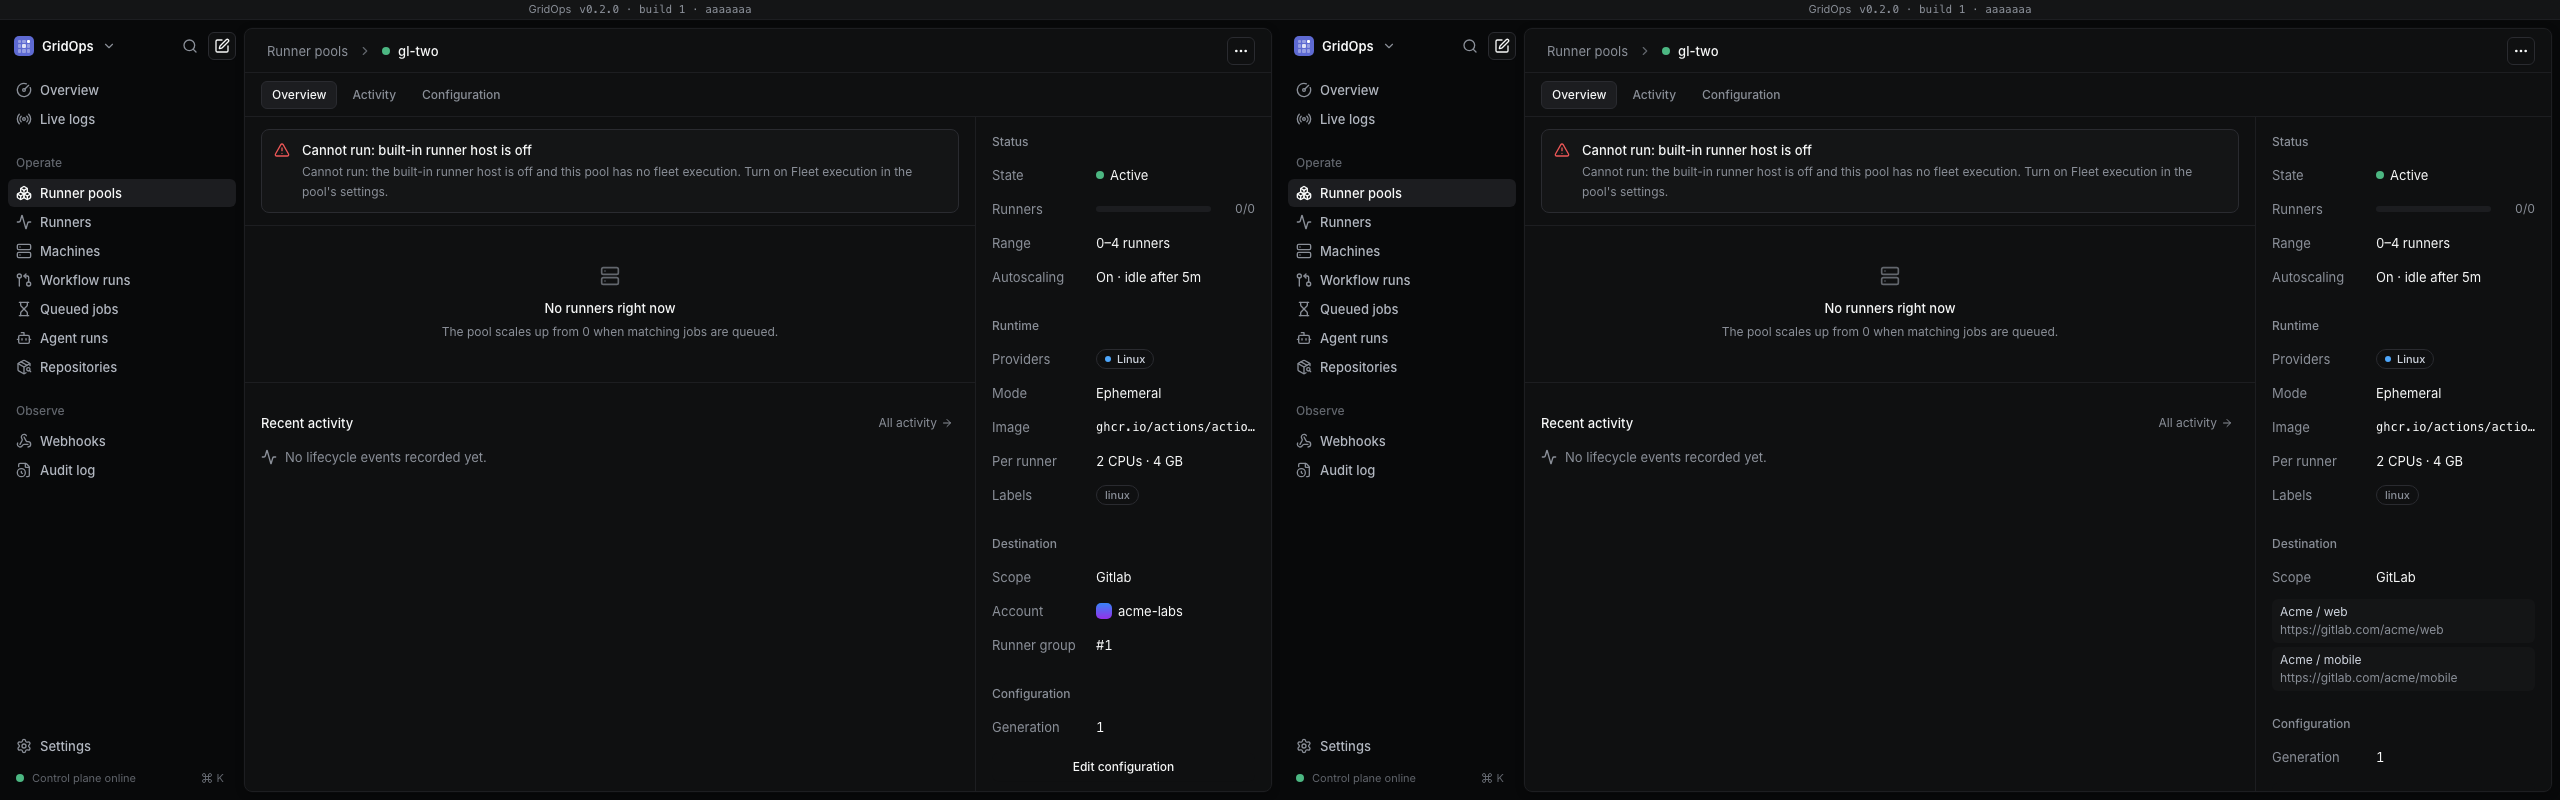 GridOps v0.2.0 · build 1 · aaaaaaa
GridOps
Overview
Live logs
Operate
Runner pools
Runners
Machines
Workflow runs
Queued jobs
Agent runs
Repositories
Observe
Webhooks
Audit log
Settings
Control plane online ⌘ K
Runner pools > gl-two
Overview Activity Configuration
Cannot run: built-in runner host is off
Cannot run: the built-in runner host is off and this pool has no fleet execution. Turn on Fleet execution in the
pool's settings.
No runners right now
The pool scales up from 0 when matching jobs are queued.
Recent activity All activity →
No lifecycle events recorded yet.
Status
State Active
Runners 0/0
Range 0–4 runners
Autoscaling On · idle after 5m
Runtime
Providers Linux
Mode Ephemeral
Image ghcr.io/actions/actio…
Per runner 2 CPUs · 4 GB
Labels linux
Destination
Scope Gitlab
Account acme-labs
Runner group #1
Configuration
Generation 1
Edit configuration
GridOps v0.2.0 · build 1 · aaaaaaa
GridOps
Overview
Live logs
Operate
Runner pools
Runners
Machines
Workflow runs
Queued jobs
Agent runs
Repositories
Observe
Webhooks
Audit log
Settings
Control plane online ⌘ K
Runner pools > gl-two
Overview Activity Configuration
Cannot run: built-in runner host is off
Cannot run: the built-in runner host is off and this pool has no fleet execution. Turn on Fleet execution in the
pool's settings.
No runners right now
The pool scales up from 0 when matching jobs are queued.
Recent activity All activity →
No lifecycle events recorded yet.
Status
State Active
Runners 0/0
Range 0–4 runners
Autoscaling On · idle after 5m
Runtime
Providers Linux
Mode Ephemeral
Image ghcr.io/actions/actio…
Per runner 2 CPUs · 4 GB
Labels linux
Destination
Scope GitLab
Acme / web
https://gitlab.com/acme/web
Acme / mobile
https://gitlab.com/acme/mobile
Configuration
Generation 1